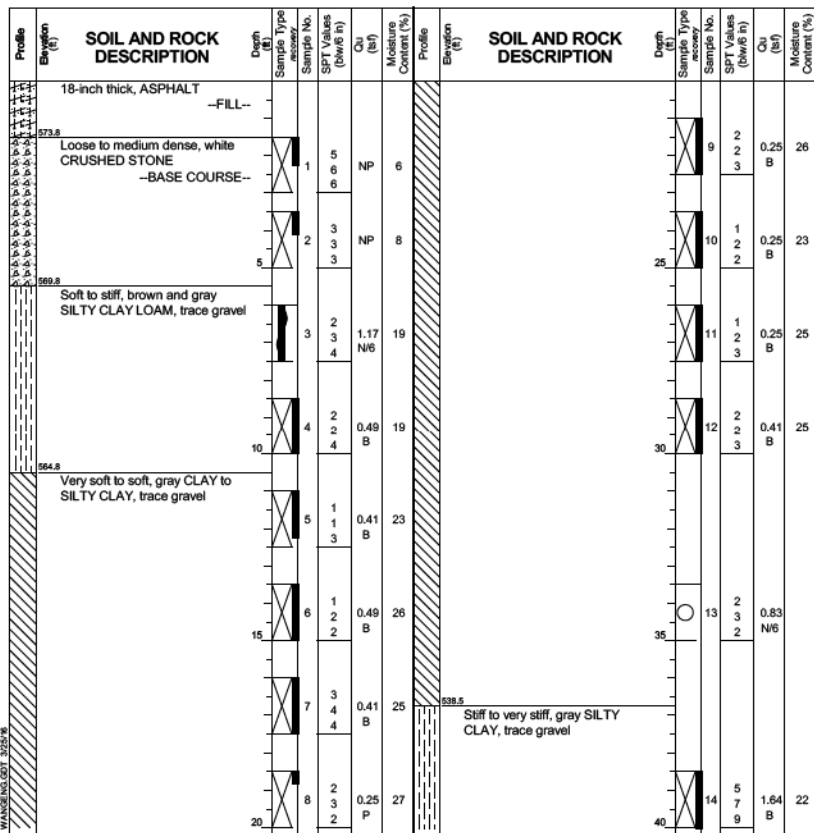 Profile
Elevation (ft)
SOIL AND ROCK
DESCRIPTION
Depth (ft)
Sample Type
recovery
Sample No.
SPT Values (blw/6 in)
Qu (tsf)
Moisture Content (%)
18-inch thick, ASPHALT
--FILL--
573.8
Loose to medium dense, white
CRUSHED STONE
--BASE COURSE--
1
5
6
6
NP
6
2
3
3
3
NP
8
5
569.8
Soft to stiff, brown and gray
SILTY CLAY LOAM, trace gravel
3
2
3
4
1.17
N/6
19
4
2
2
4
0.49
B
19
10
564.8
Very soft to soft, gray CLAY to
SILTY CLAY, trace gravel
5
1
1
3
0.41
B
23
6
1
2
2
0.49
B
26
15
7
3
4
4
0.41
B
25
8
2
3
2
0.25
P
27
20
WANGENG.GDT 3/25/16
Profile
Elevation (ft)
SOIL AND ROCK
DESCRIPTION
Depth (ft)
Sample Type
recovery
Sample No.
SPT Values (blw/6 in)
Qu (tsf)
Moisture Content (%)
9
2
2
3
0.25
B
26
10
1
2
2
0.25
B
23
25
11
1
2
3
0.25
B
25
12
2
2
3
0.41
B
25
30
13
2
3
2
0.83
N/6
35
538.5
Stiff to very stiff, gray SILTY
CLAY, trace gravel
14
5
7
9
1.64
B
22
40